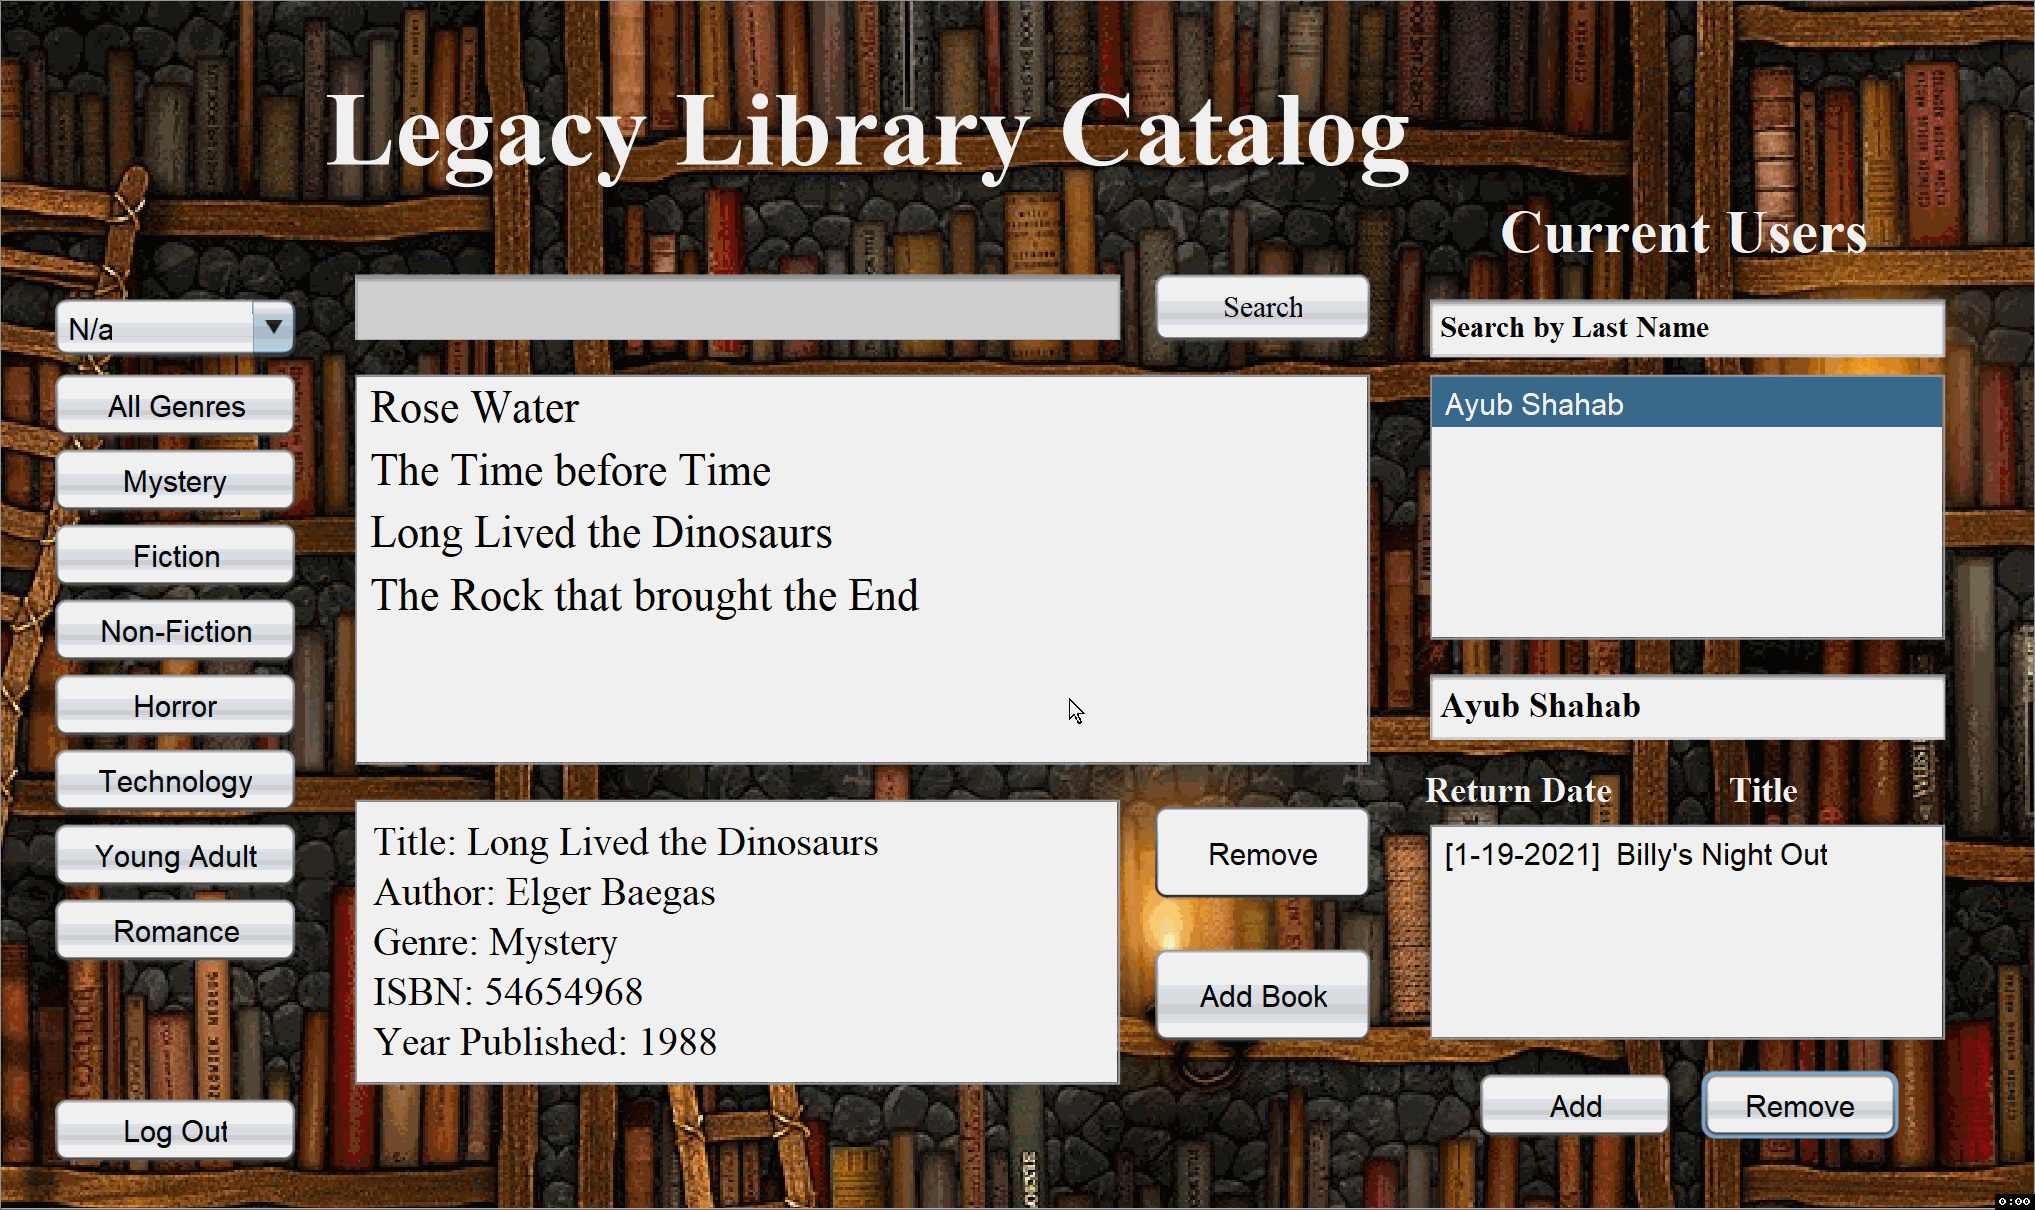 Legacy Library Catalog
Current Users
N/a
Search
Search by Last Name
All Genres
Mystery
Fiction
Non-Fiction
Horror
Technology
Young Adult
Romance
Log Out
Rose Water
The Time before Time
Long Lived the Dinosaurs
The Rock that brought the End
Title: Long Lived the Dinosaurs
Author: Elger Baegas
Genre: Mystery
ISBN: 54654968
Year Published: 1988
Remove
Add Book
Ayub Shahab
Ayub Shahab
Return Date Title
[1-19-2021] Billy's Night Out
Add
Remove
0:00